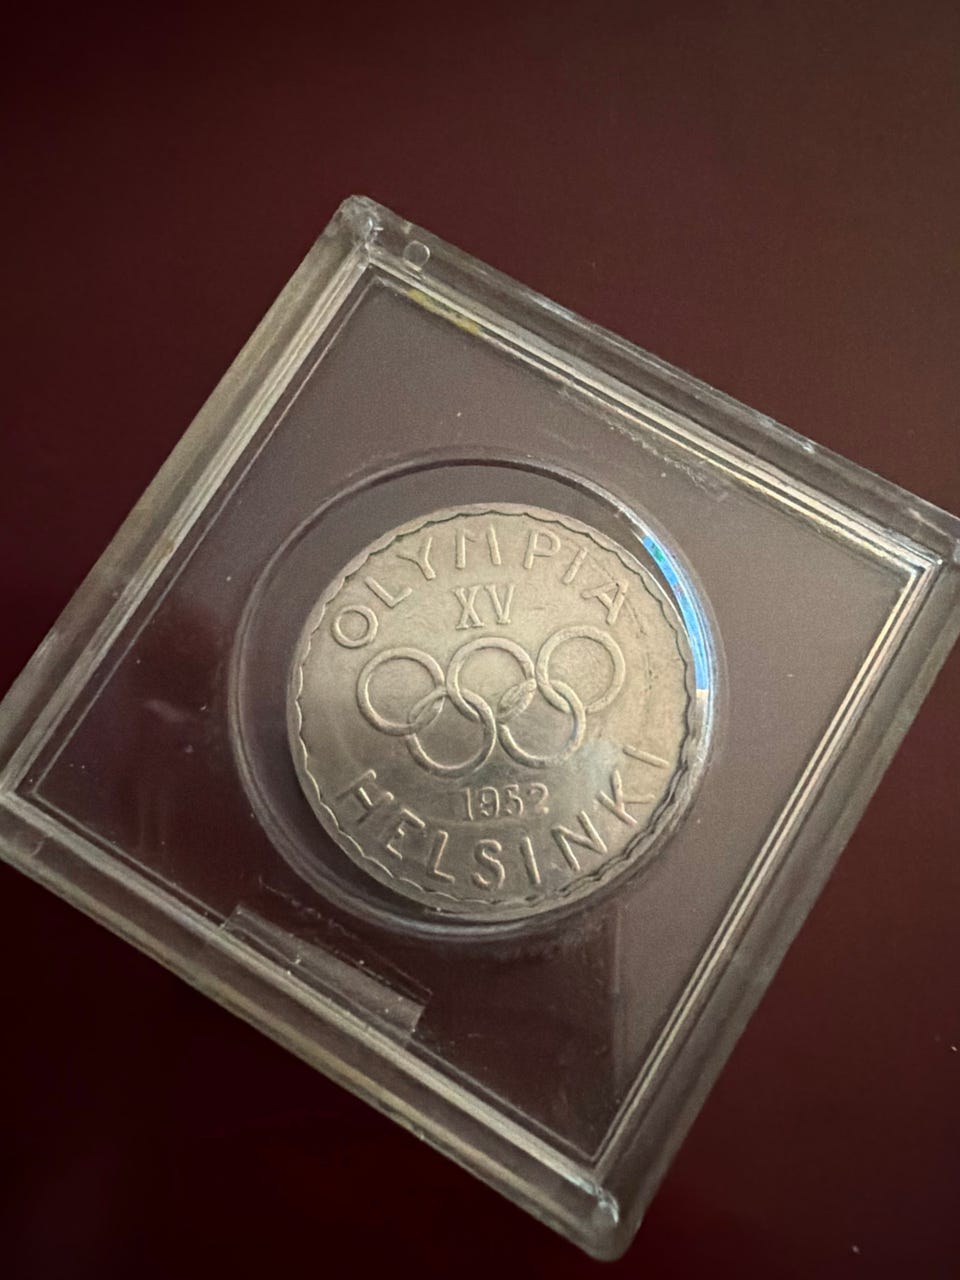 OLYMPIA
XV
1952
HELSINKI